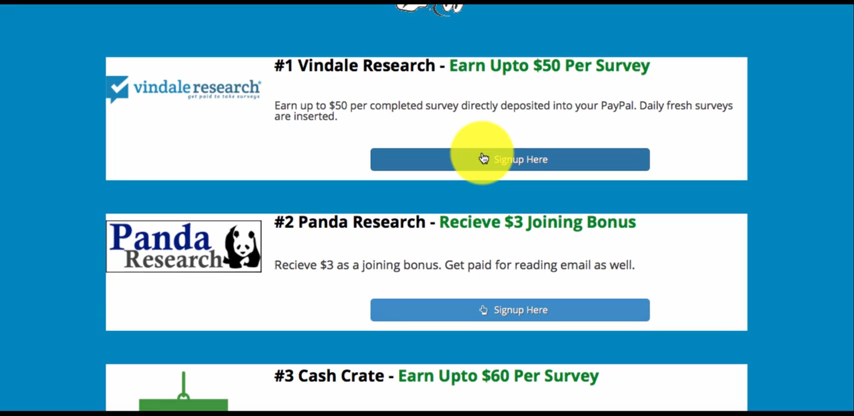 #1 Vindale Research - Earn Upto $50 Per Survey
vindale research
get paid to take surveys
Earn up to $50 per completed survey directly deposited into your PayPal. Daily fresh surveys
are inserted.
Signup Here
#2 Panda Research - Recieve $3 Joining Bonus
Panda
Research
Recieve $3 as a joining bonus. Get paid for reading email as well.
Signup Here
#3 Cash Crate - Earn Upto $60 Per Survey